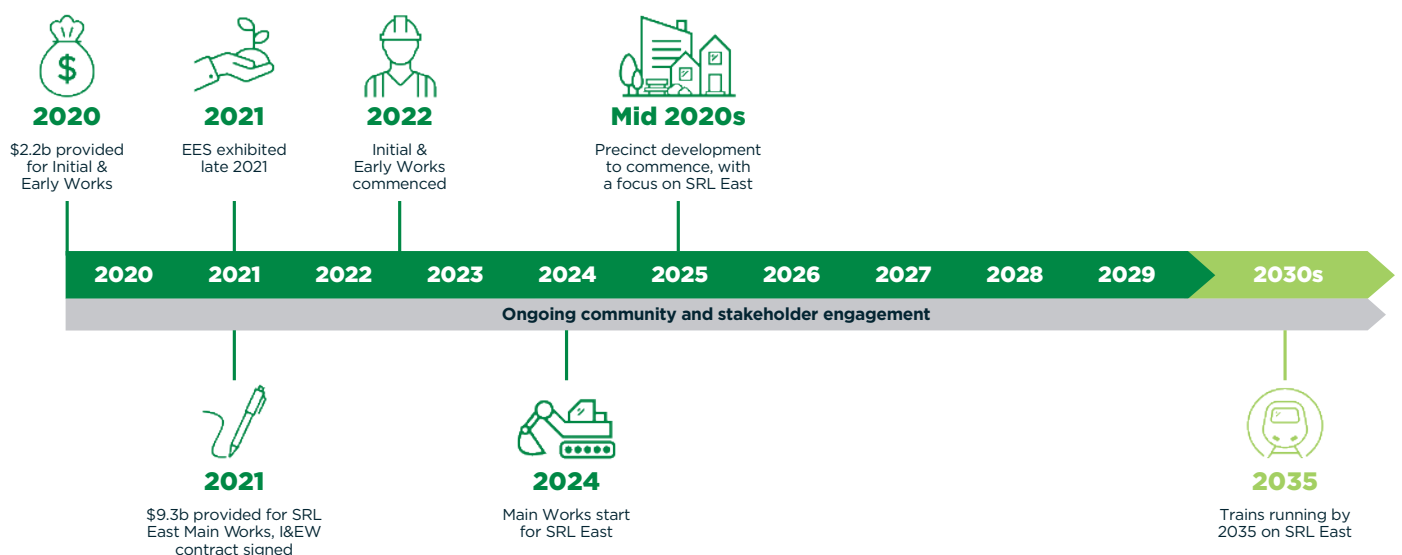 $
2020
$2.2b provided
for Initial &
Early Works
2021
EES exhibited
late 2021
2022
Initial &
Early Works
commenced
Mid 2020s
Precinct development
to commence, with
a focus on SRL East
2020 2021 2022 2023 2024 2025 2026 2027 2028 2029 2030s
Ongoing community and stakeholder engagement
2021
$9.3b provided for SRL
East Main Works, I&EW
contract signed
2024
Main Works start
for SRL East
2035
Trains running by
2035 on SRL East